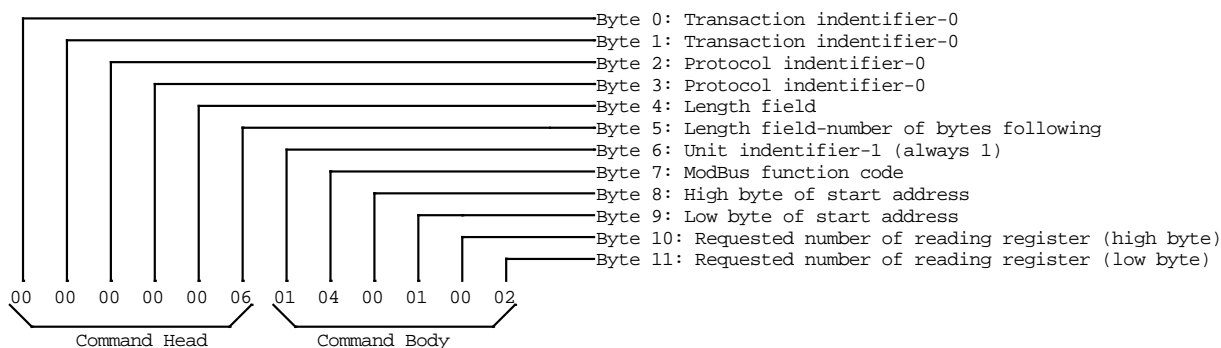 Byte 0: Transaction indentifier-0
Byte 1: Transaction indentifier-0
Byte 2: Protocol indentifier-0
Byte 3: Protocol indentifier-0
Byte 4: Length field
Byte 5: Length field-number of bytes following
Byte 6: Unit indentifier-1 (always 1)
Byte 7: ModBus function code
Byte 8: High byte of start address
Byte 9: Low byte of start address
Byte 10: Requested number of reading register (high byte)
Byte 11: Requested number of reading register (low byte)
00 00 00 00 00 06 01 04 00 01 00 02
Command Head Command Body